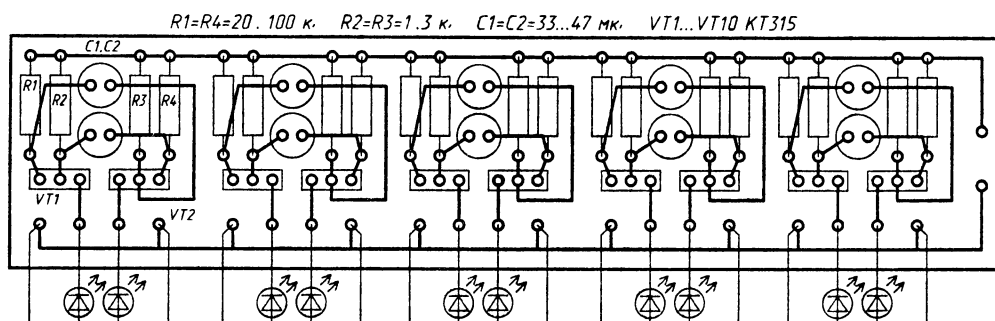 R1=R4=20 . 100 к, R2=R3=1.3 к, C1=C2=33...47 мк, VT1...VT10 КТ315
C1,C2
R1 R2 R3 R4
VT1
VT2